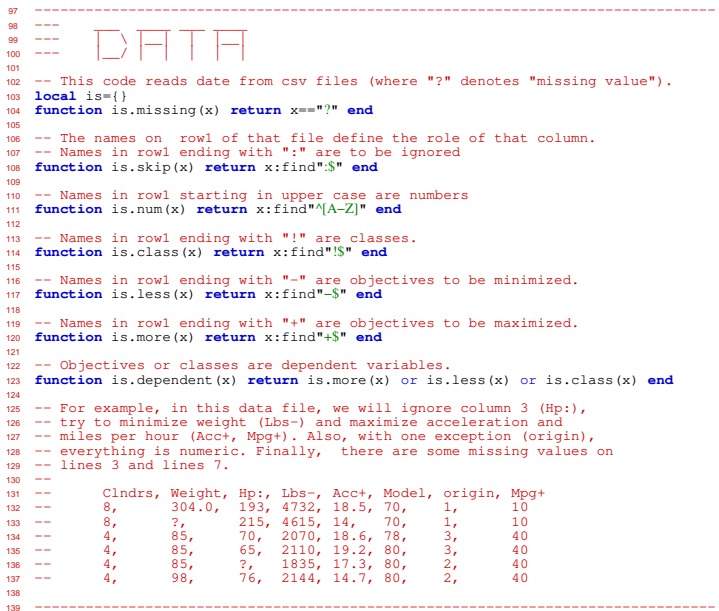 97 --------------------------------------------------------------------------
98 ---     ___  ____ ___ ____
99 ---     |  \ |__|  |  |__|
100 ---     |__/ |  |  |  |  |
101
102 -- This code reads date from csv files (where "?" denotes "missing value").
103 local is={}
104 function is.missing(x) return x=="?" end
105
106 -- The names on  row1 of that file define the role of that column.
107 -- Names in row1 ending with ":" are to be ignored
108 function is.skip(x) return x:find":$" end
109
110 -- Names in row1 starting in upper case are numbers
111 function is.num(x) return x:find"^[A–Z]" end
112
113 -- Names in row1 ending with "!" are classes.
114 function is.class(x) return x:find"!$" end
115
116 -- Names in row1 ending with "-" are objectives to be minimized.
117 function is.less(x) return x:find"–$" end
118
119 -- Names in row1 ending with "+" are objectives to be maximized.
120 function is.more(x) return x:find"+$" end
121
122 -- Objectives or classes are dependent variables.
123 function is.dependent(x) return is.more(x) or is.less(x) or is.class(x) end
124
125 -- For example, in this data file, we will ignore column 3 (Hp:),
126 -- try to minimize weight (Lbs-) and maximize acceleration and
127 -- miles per hour (Acc+, Mpg+). Also, with one exception (origin),
128 -- everything is numeric. Finally,  there are some missing values on
129 -- lines 3 and lines 7.
130 --
131 --      Clndrs, Weight, Hp:, Lbs-, Acc+, Model, origin, Mpg+
132 --      8,      304.0,  193, 4732, 18.5, 70,    1,      10
133 --      8,      ?,      215, 4615, 14,   70,    1,      10
134 --      4,      85,     70,  2070, 18.6, 78,    3,      40
135 --      4,      85,     65,  2110, 19.2, 80,    3,      40
136 --      4,      85,     ?,   1835, 17.3, 80,    2,      40
137 --      4,      98,     76,  2144, 14.7, 80,    2,      40
138
139 --------------------------------------------------------------------------